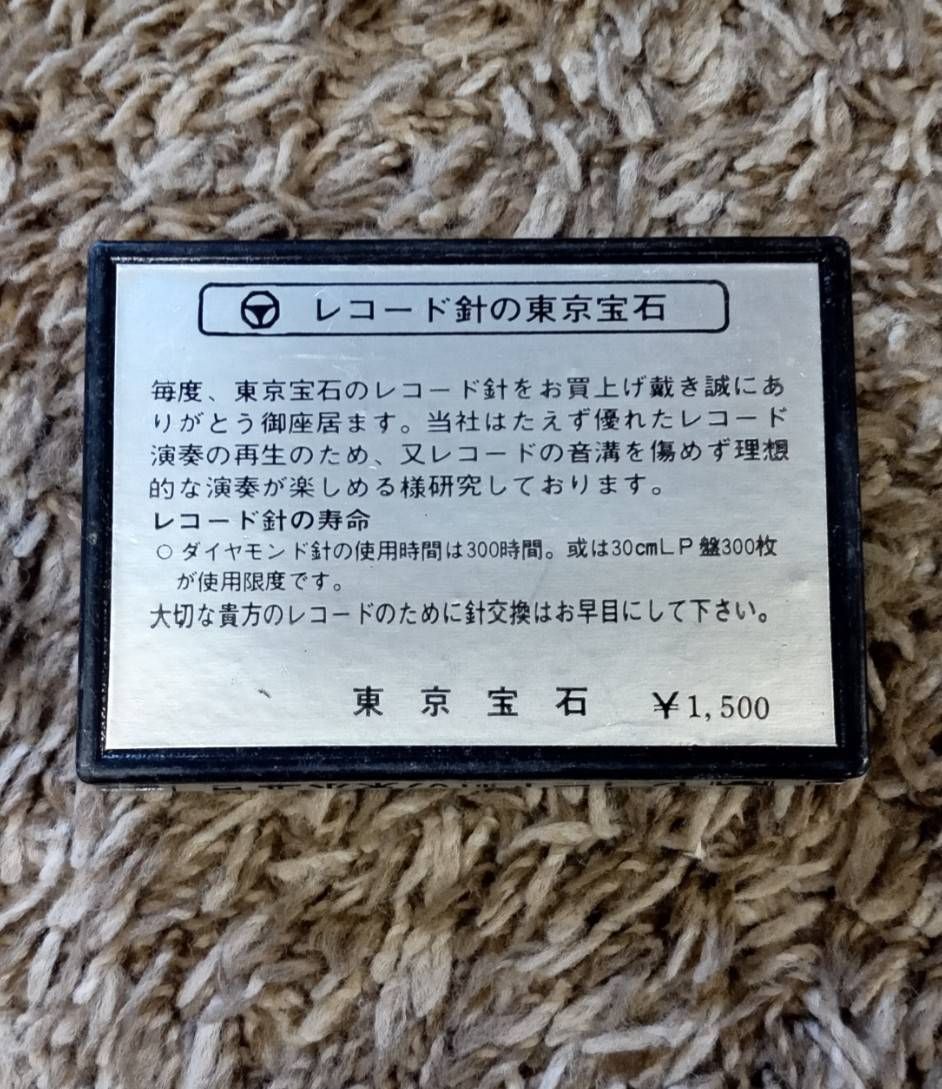 レコード針の東京宝石
毎度、東京宝石のレコード針をお買上げ戴き誠にあ
りがとう御座居ます。当社はたえず優れたレコード
演奏の再生のため、又レコードの音溝を傷めず理想
的な演奏が楽しめる様研究しております。
レコード針の寿命
○ダイヤモンド針の使用時間は300時間。或は30cmLP盤300枚
が使用限度です。
大切な貴方のレコードのために針交換はお早目にして下さい。
東京宝石 ¥1,500